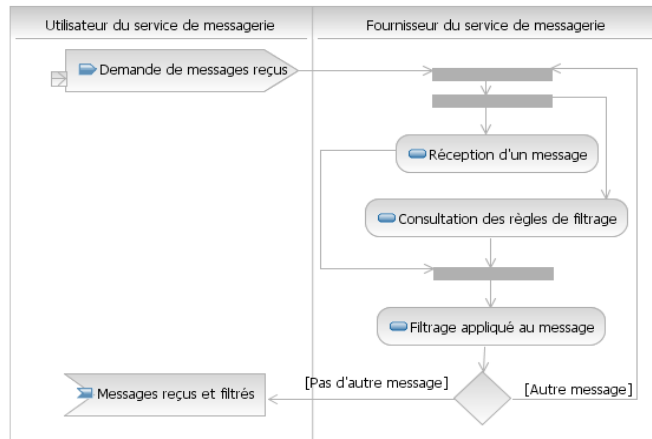 Utilisateur du service de messagerie
Fournisseur du service de messagerie
Demande de messages reçus
Réception d'un message
Consultation des règles de filtrage
Filtrage appliqué au message
[Pas d'autre message]
[Autre message]
Messages reçus et filtrés